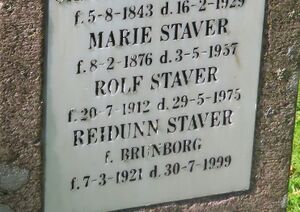 f. 5-8-1843 d. 16-2-1929
MARIE STAVER
f. 8-2-1876 d. 3-5-1957
ROLF STAVER
f. 20-7-1912 d. 29-5-1975
REIDUNN STAVER
f. BRUNBORG
f. 7-3-1921 d. 30-7-1999